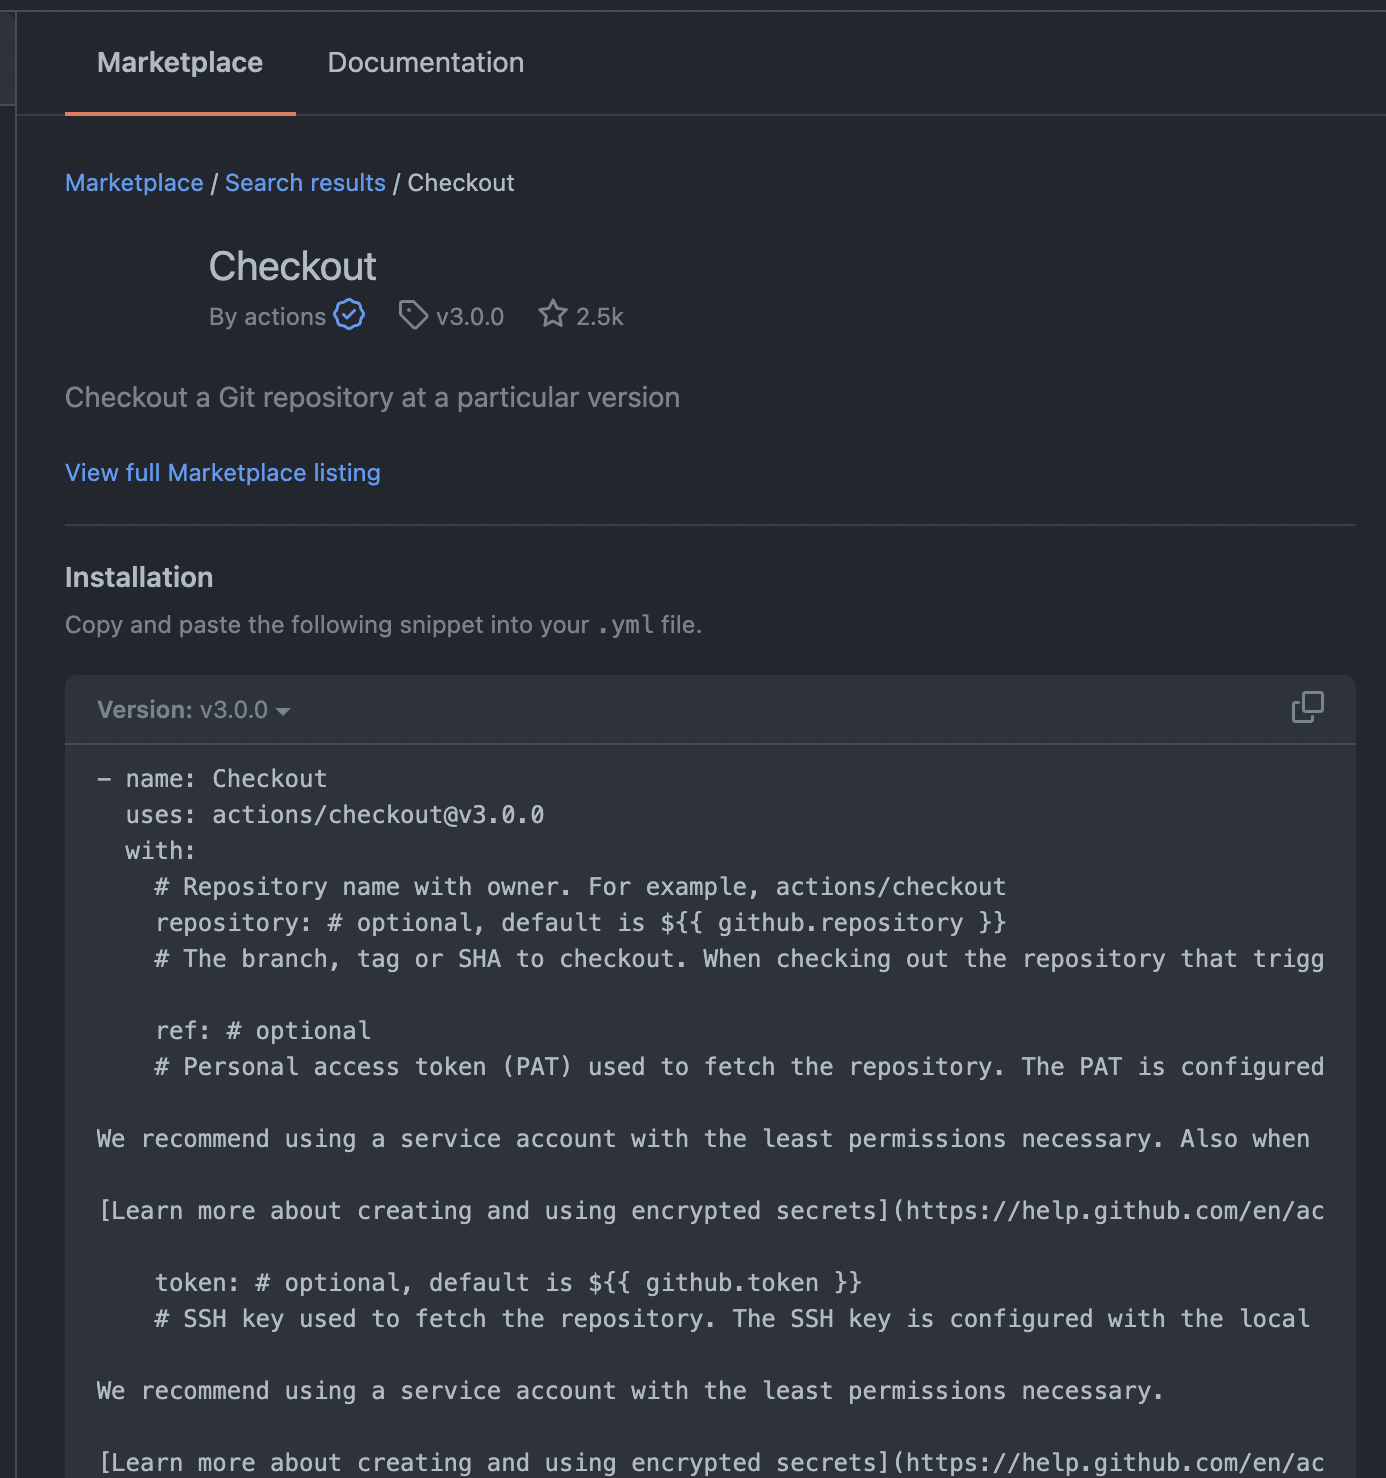 Marketplace Documentation
Marketplace / Search results / Checkout
Checkout
By actions v3.0.0 2.5k
Checkout a Git repository at a particular version
View full Marketplace listing
Installation
Copy and paste the following snippet into your .yml file.
Version: v3.0.0
- name: Checkout
  uses: actions/checkout@v3.0.0
  with:
    # Repository name with owner. For example, actions/checkout
    repository: # optional, default is ${{ github.repository }}
    # The branch, tag or SHA to checkout. When checking out the repository that trigg
    ref: # optional
    # Personal access token (PAT) used to fetch the repository. The PAT is configured
We recommend using a service account with the least permissions necessary. Also when
[Learn more about creating and using encrypted secrets](https://help.github.com/en/ac
    token: # optional, default is ${{ github.token }}
    # SSH key used to fetch the repository. The SSH key is configured with the local
We recommend using a service account with the least permissions necessary.
[Learn more about creating and using encrypted secrets](https://help.github.com/en/ac